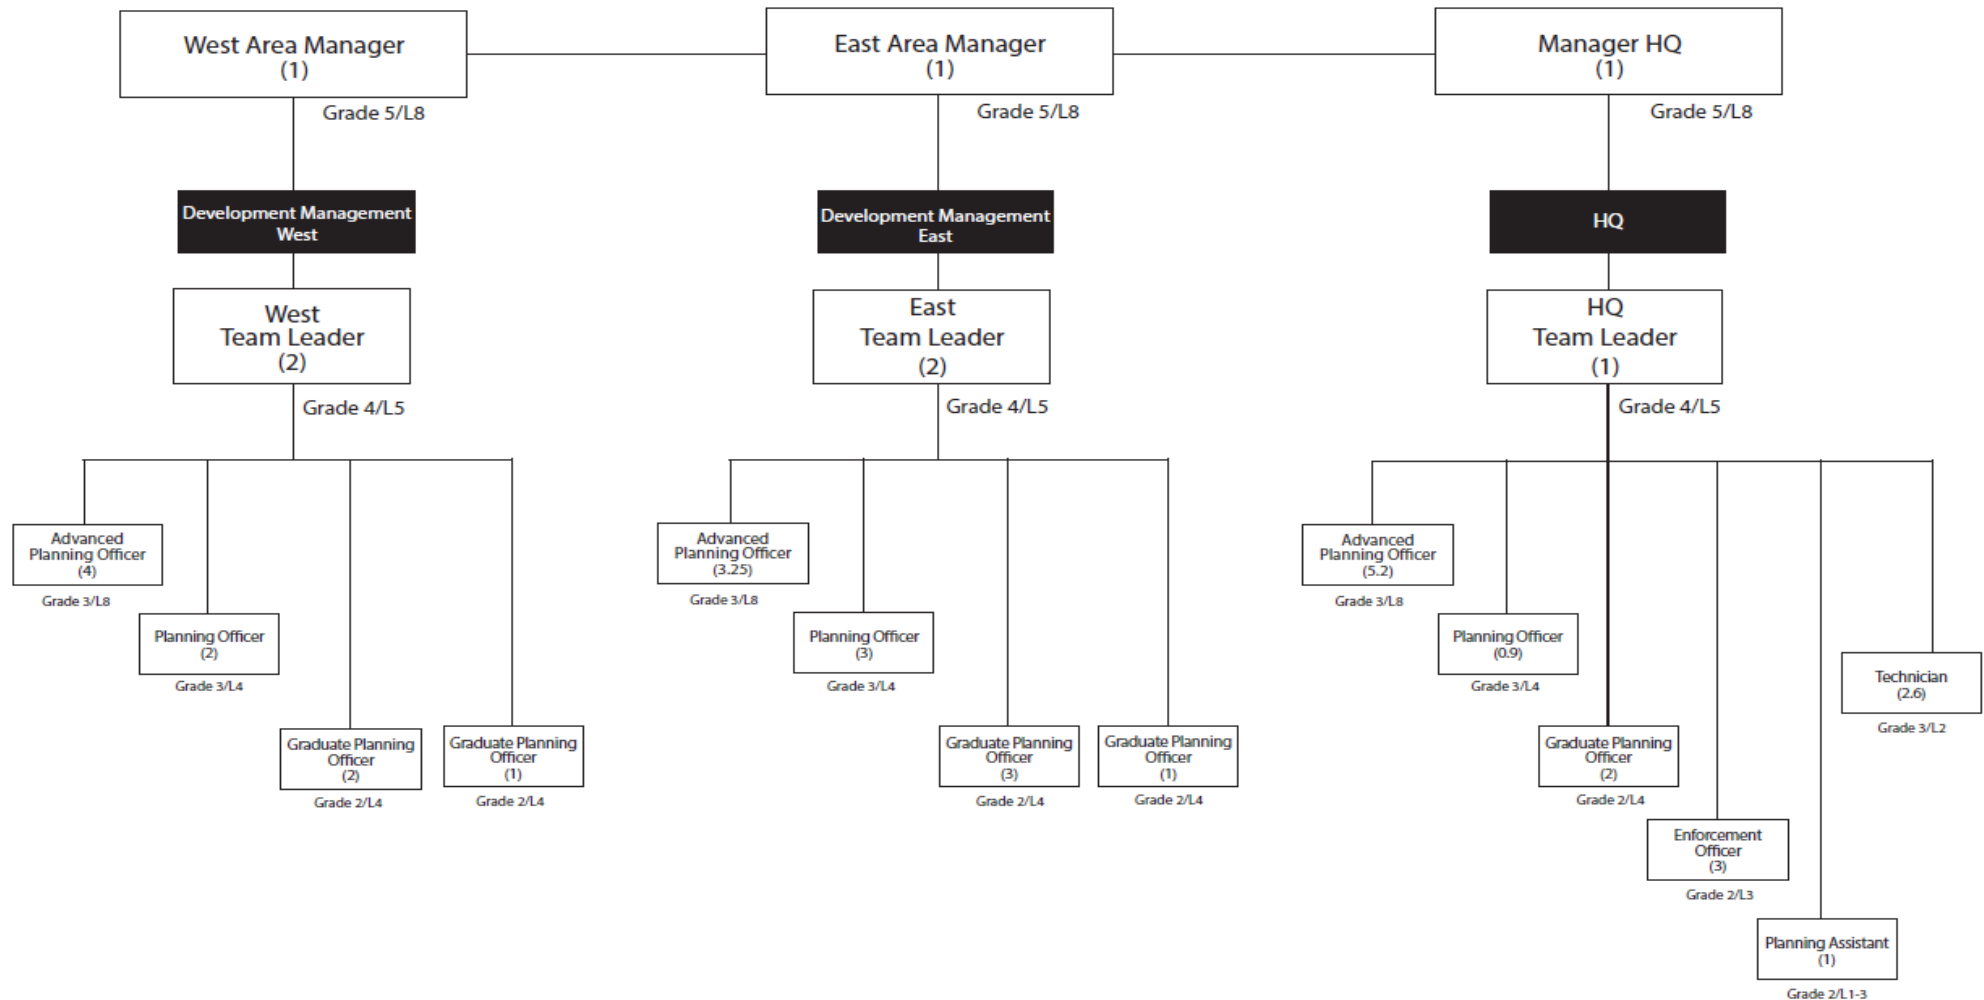 West Area Manager
(1)
Grade 5/L8
East Area Manager
(1)
Grade 5/L8
Manager HQ
(1)
Grade 5/L8
Development Management
West
Development Management
East
HQ
West
Team Leader
(2)
Grade 4/L5
East
Team Leader
(2)
Grade 4/L5
HQ
Team Leader
(1)
Grade 4/L5
Advanced
Planning Officer
(4)
Grade 3/L8
Planning Officer
(2)
Grade 3/L4
Graduate Planning
Officer
(2)
Grade 2/L4
Graduate Planning
Officer
(1)
Grade 2/L4
Advanced
Planning Officer
(3.25)
Grade 3/L8
Planning Officer
(3)
Grade 3/L4
Graduate Planning
Officer
(3)
Grade 2/L4
Graduate Planning
Officer
(1)
Grade 2/L4
Advanced
Planning Officer
(5.2)
Grade 3/L8
Planning Officer
(0.9)
Grade 3/L4
Graduate Planning
Officer
(2)
Grade 2/L4
Enforcement
Officer
(3)
Grade 2/L3
Planning Assistant
(1)
Grade 2/L1-3
Technician
(2.6)
Grade 3/L2